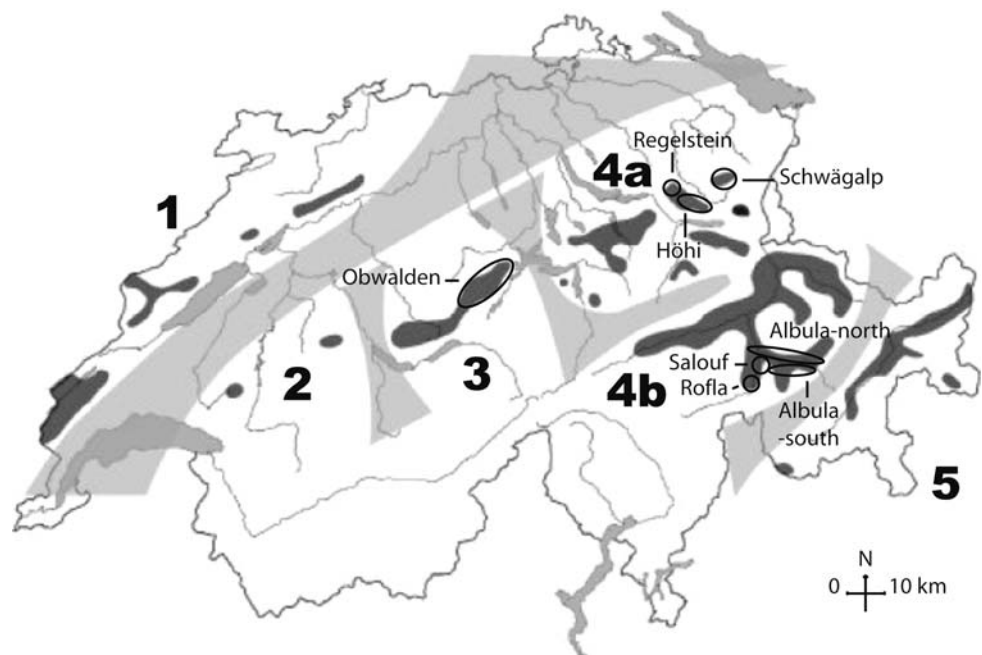 Regelstein
4a
Schwägalp
1
Höhi
Obwalden
Albula-north
2
3
Salouf
4b
Rofla
Albula
-south
5
N
0 10 km